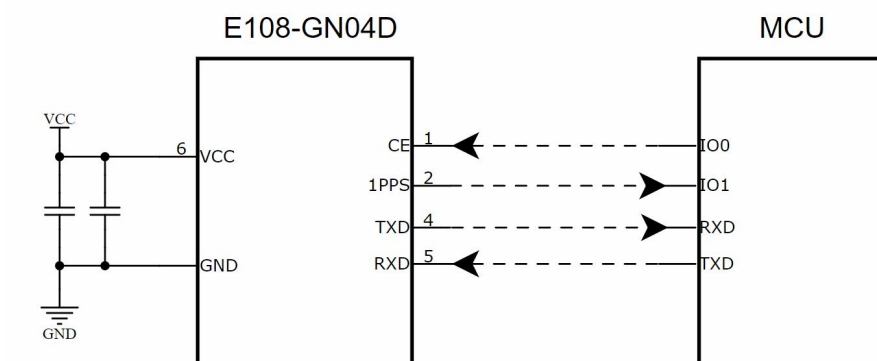 E108-GN04D MCU
VCC
6 VCC CE 1 IO0
1PPS 2 IO1
TXD 4 RXD
GND RXD 5 TXD
GND